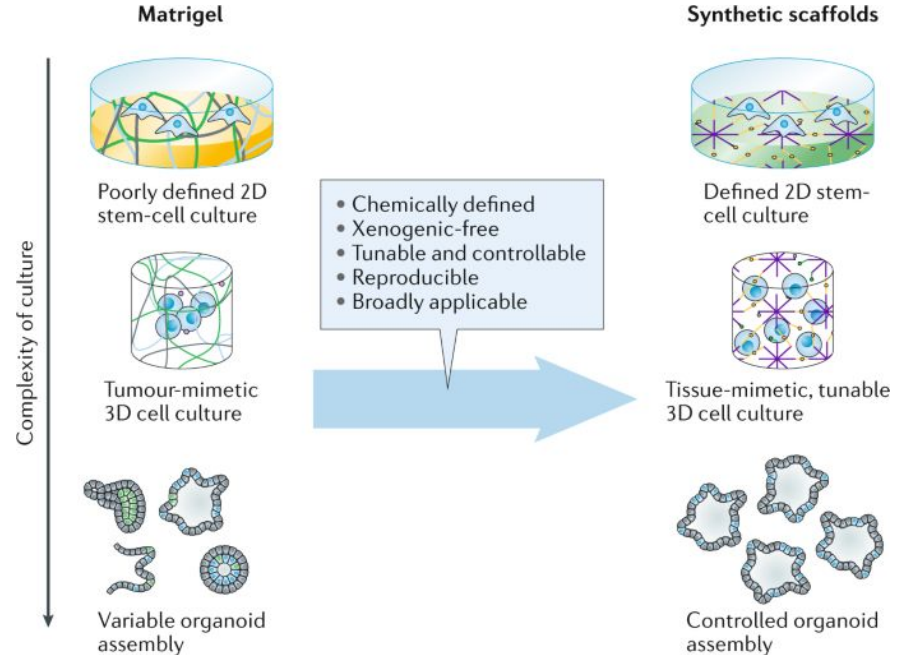 Matrigel
Synthetic scaffolds
Complexity of culture
Poorly defined 2D
stem-cell culture
• Chemically defined
• Xenogenic-free
• Tunable and controllable
• Reproducible
• Broadly applicable
Defined 2D stem-
cell culture
Tumour-mimetic
3D cell culture
Tissue-mimetic, tunable
3D cell culture
Variable organoid
assembly
Controlled organoid
assembly